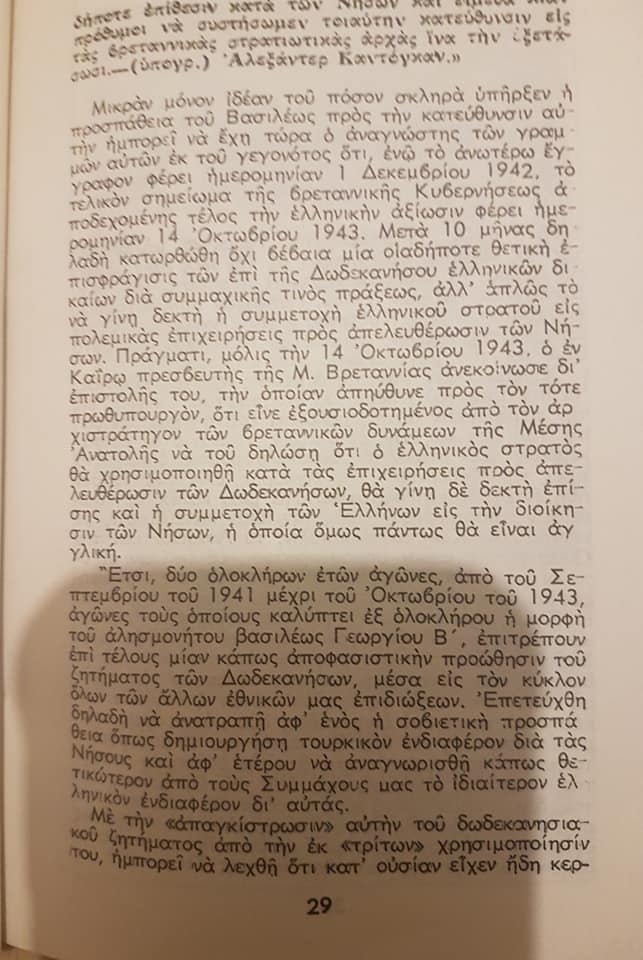 δήποτε ἐπίθεσιν κατὰ τῶν Νήσων καὶ
πρόθυμοι νὰ συστήσωμεν τοιαύτην κατεύθυνσιν εἰς
τὰς βρεταννικὰς στρατιωτικὰς ἀρχὰς ἵνα τὴν ἐξετά-
σωσι.—(ὑπογρ.) Ἀλεξάντερ Καντόγκαν.»
Μικρὰν μόνον ἰδέαν τοῦ πόσον σκληρὰ ὑπῆρξεν ἡ
προσπάθεια τοῦ Βασιλέως πρὸς τὴν κατεύθυνσιν αὐ-
τὴν ἠμπορεῖ νὰ ἔχη τώρα ὁ ἀναγνώστης τῶν γραμ-
μῶν αὐτῶν ἐκ τοῦ γεγονότος ὅτι, ἐνῷ τὸ ἀνωτέρω ἔγ-
γραφον φέρει ἡμερομηνίαν 1 Δεκεμβρίου 1942, τὸ
τελικὸν σημείωμα τῆς βρεταννικῆς Κυβερνήσεως ἀ-
ποδεχομένης τέλος τὴν ἑλληνικὴν ἀξίωσιν φέρει ἡμε-
ρομηνίαν 14 Ὀκτωβρίου 1943. Μετὰ 10 μῆνας δη-
λαδὴ κατωρθώθη ὄχι βέβαια μία οἱαδήποτε θετικὴ ἐ-
πισφράγισις τῶν ἐπὶ τῆς Δωδεκανήσου ἑλληνικῶν δι-
καίων διὰ συμμαχικῆς τινὸς πράξεως, ἀλλ' ἁπλῶς τὸ
νὰ γίνη δεκτὴ ἡ συμμετοχὴ ἑλληνικοῦ στρατοῦ εἰς
πολεμικὰς ἐπιχειρήσεις πρὸς ἀπελευθέρωσιν τῶν Νή-
σων. Πράγματι, μόλις τὴν 14 Ὀκτωβρίου 1943, ὁ ἐν
Καΐρῳ πρεσβευτὴς τῆς Μ. Βρεταννίας ἀνεκοίνωσε δι'
ἐπιστολῆς του, τὴν ὁποίαν ἀπηύθυνε πρὸς τὸν τότε
πρωθυπουργόν, ὅτι εἶνε ἐξουσιοδοτημένος ἀπὸ τὸν ἀρ-
χιστράτηγον τῶν βρεταννικῶν δυνάμεων τῆς Μέσης
Ἀνατολῆς νὰ τοῦ δηλώση ὅτι ὁ ἑλληνικὸς στρατὸς
θὰ χρησιμοποιηθῆ κατὰ τὰς ἐπιχειρήσεις πρὸς ἀπε-
λευθέρωσιν τῶν Δωδεκανήσων, θὰ γίνη δὲ δεκτὴ ἐπί-
σης καὶ ἡ συμμετοχὴ τῶν Ἑλλήνων εἰς τὴν διοίκη-
σιν τῶν Νήσων, ἡ ὁποία ὅμως πάντως θὰ εἶναι ἀγ
γλική.
Ἔτσι, δύο ὁλοκλήρων ἐτῶν ἀγῶνες, ἀπὸ τοῦ Σε-
πτεμβρίου τοῦ 1941 μέχρι τοῦ Ὀκτωβρίου τοῦ 1943,
ἀγῶνες τοὺς ὁποίους καλύπτει ἐξ ὁλοκλήρου ἡ μορφὴ
τοῦ ἀλησμονήτου βασιλέως Γεωργίου Β΄, ἐπιτρέπουν
ἐπὶ τέλους μίαν κάπως ἀποφασιστικὴν προώθησιν τοῦ
ζητήματος τῶν Δωδεκανήσων, μέσα εἰς τὸν κύκλον
ὅλων τῶν ἄλλων ἐθνικῶν μας ἐπιδιώξεων. Ἐπετεύχθη
δηλαδὴ νὰ ἀνατραπῆ ἀφ' ἑνὸς ἡ σοβιετικὴ προσπά
θεια ὅπως δημιουργήση τουρκικὸν ἐνδιαφέρον διὰ τὰς
Νήσους καὶ ἀφ' ἑτέρου νὰ ἀναγνωρισθῆ κάπως θε-
τικώτερον ἀπὸ τοὺς Συμμάχους μας τὸ ἰδιαίτερον ἑλ-
ληνικὸν ἐνδιαφέρον δι' αὐτάς.
Μὲ τὴν «ἀπαγκίστρωσιν» αὐτὴν τοῦ δωδεκανησια-
κοῦ ζητήματος ἀπὸ τὴν ἐκ «τρίτων» χρησιμοποίησίν
του, ἠμπορεῖ νὰ λεχθῆ ὅτι κατ' οὐσίαν εἶχεν ἤδη κερ-
29